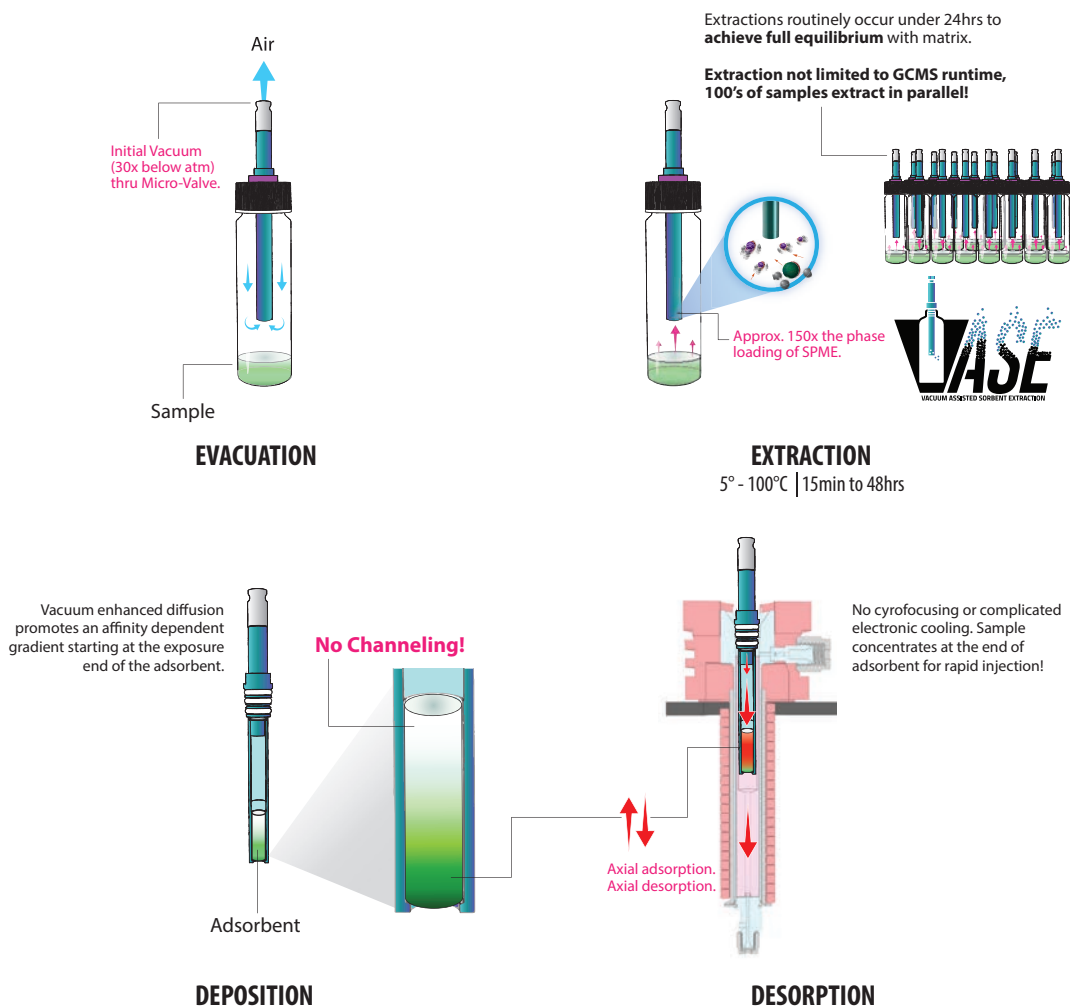 Air
Initial Vacuum
(30x below atm)
thru Micro-Valve.
Sample
EVACUATION
Extractions routinely occur under 24hrs to
achieve full equilibrium with matrix.
Extraction not limited to GCMS runtime,
100's of samples extract in parallel!
Approx. 150x the phase
loading of SPME.
VASE
VACUUM ASSISTED SORBENT EXTRACTION
EXTRACTION
5° - 100°C | 15min to 48hrs
Vacuum enhanced diffusion
promotes an affinity dependent
gradient starting at the exposure
end of the adsorbent.
No Channeling!
Adsorbent
DEPOSITION
No cyrofocusing or complicated
electronic cooling. Sample
concentrates at the end of
adsorbent for rapid injection!
Axial adsorption.
Axial desorption.
DESORPTION